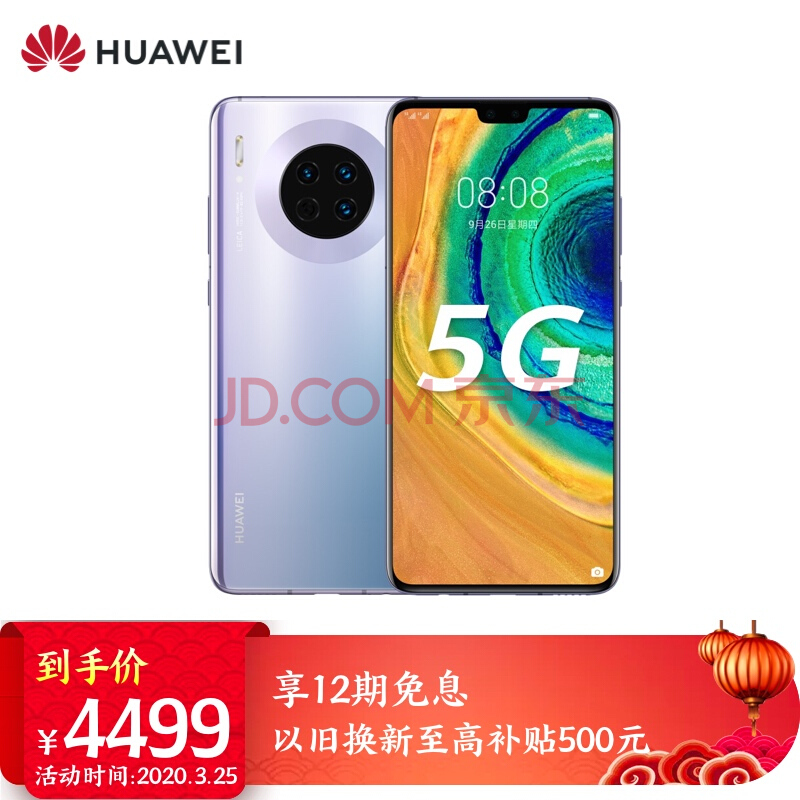 HUAWEI
08:08
9月26日星期四
5G
JD.COM 京东
HUAWEI
到手价
¥4499
活动时间:2020.3.25
享12期免息
以旧换新至高补贴500元